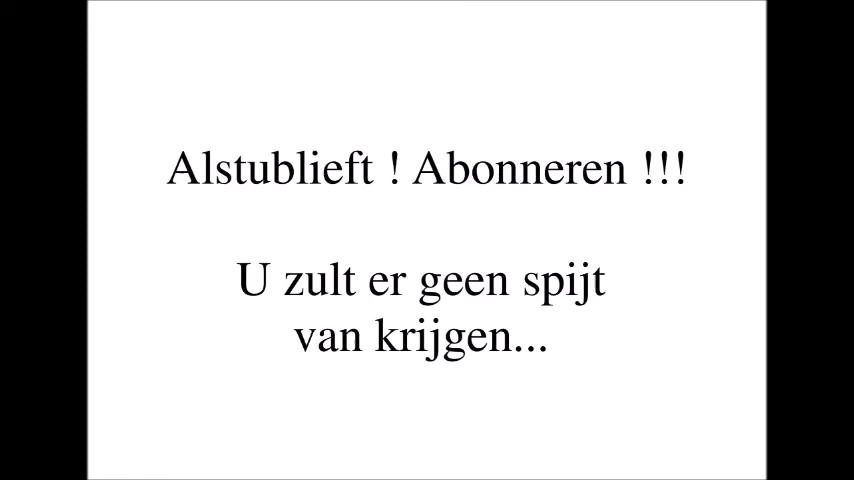 Alstublieft ! Abonneren !!!
U zult er geen spijt
van krijgen...